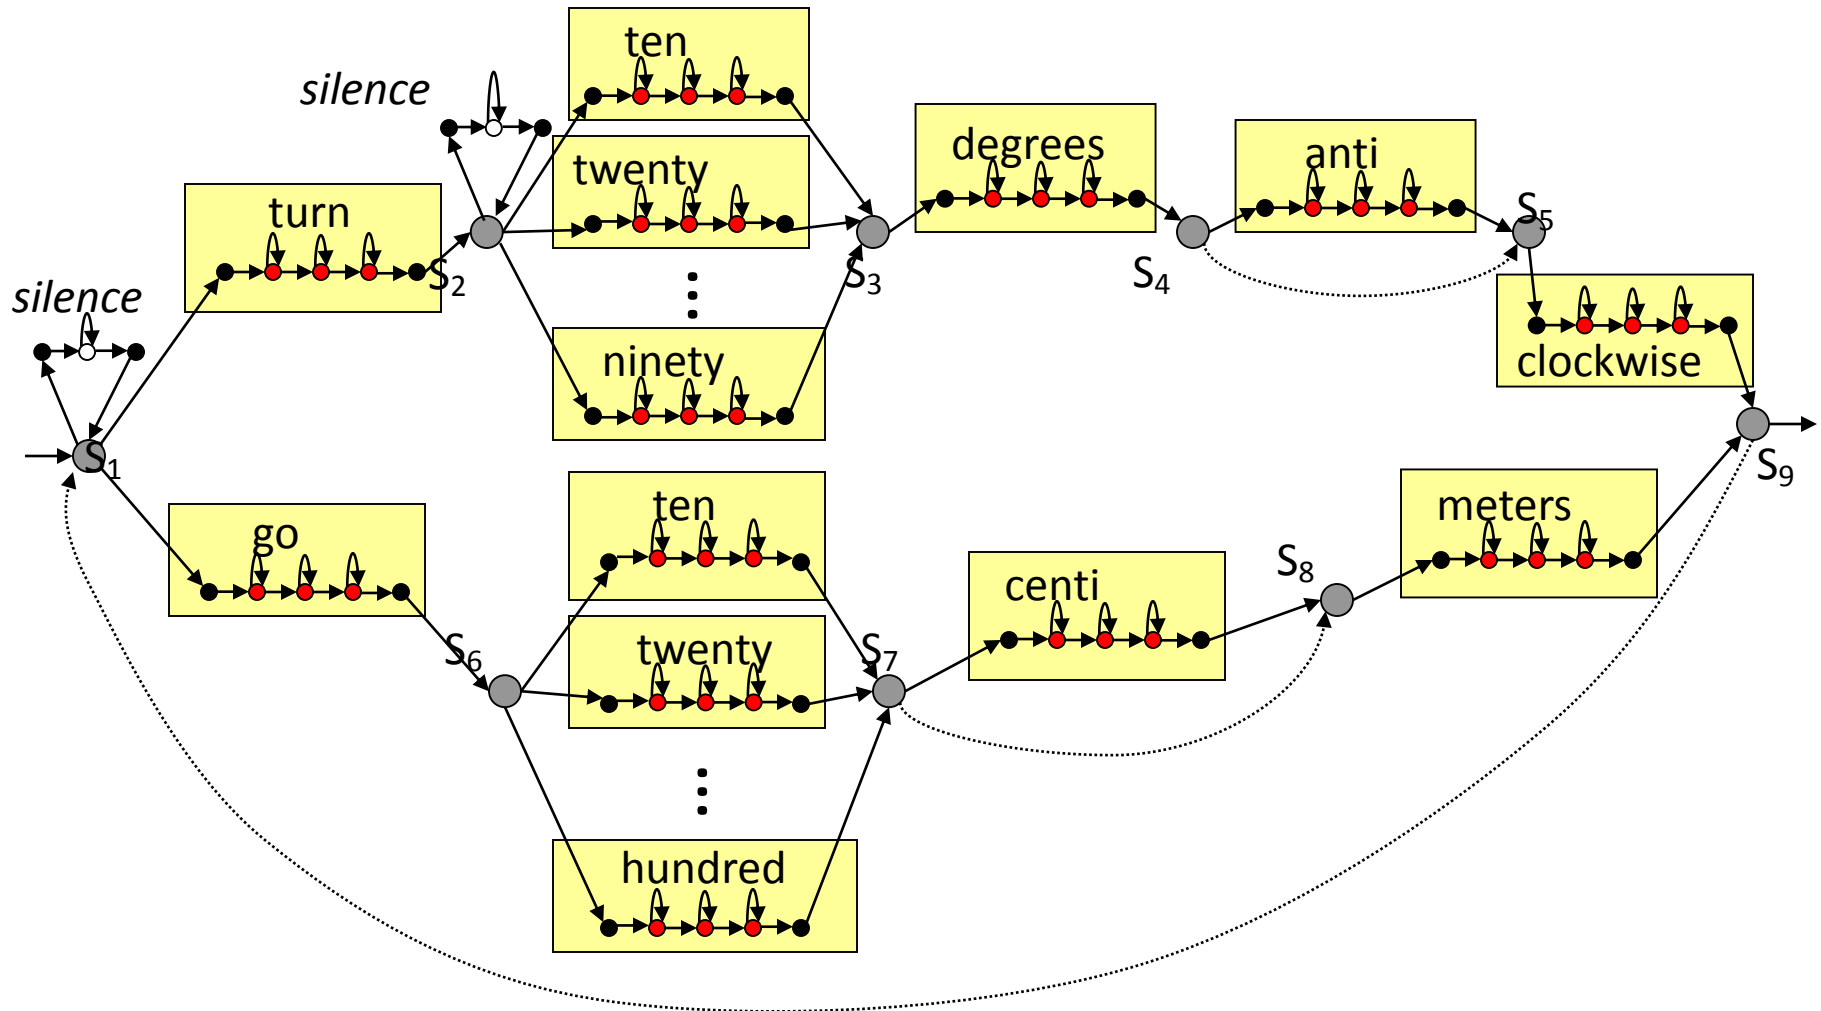 ten
silence
degrees
anti
twenty
turn
S5
S2
S3
S4
silence
ninety
clockwise
S1
S9
ten
meters
go
S8
centi
S6
twenty
S7
hundred